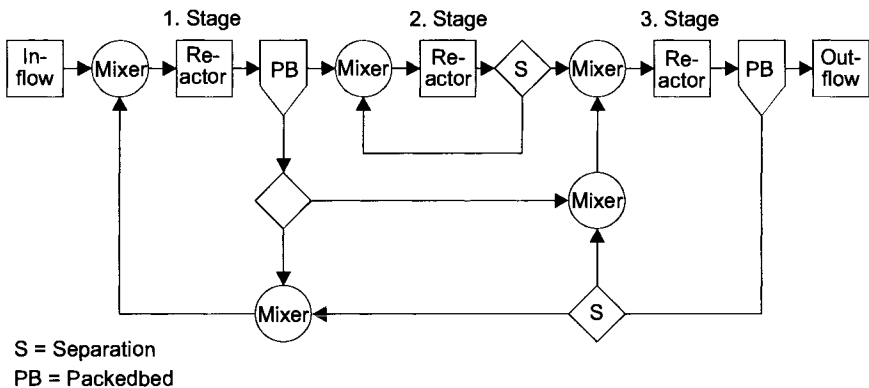 1. Stage
2. Stage
3. Stage
In-
flow
Mixer
Re-
actor
PB
Mixer
Re-
actor
S
Mixer
Re-
actor
PB
Out-
flow
Mixer
Mixer
S
S = Separation
PB = Packedbed